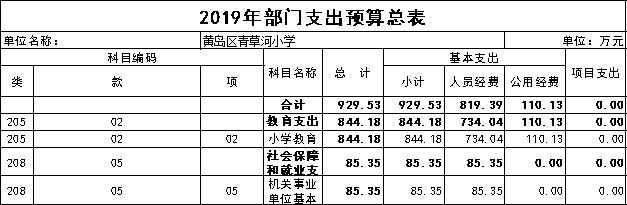 2019年部门支出预算总表
单位名称： 黄岛区青草河小学 单位：万元
科目编码 科目名称 总 计 基本支出 项目支出
类 款 项 小计 人员经费 公用经费
合计 929.53 929.53 819.39 110.13 0.00
205 02 教育支出 844.18 844.18 734.04 110.13 0.00
205 02 02 小学教育 844.18 844.18 734.04 110.13 0.00
208 05 社会保障 85.35 85.35 85.35 0.00 0.00
和就业支
208 05 05 机关事业 85.35 85.35 85.35 0.00 0.00
单位基本